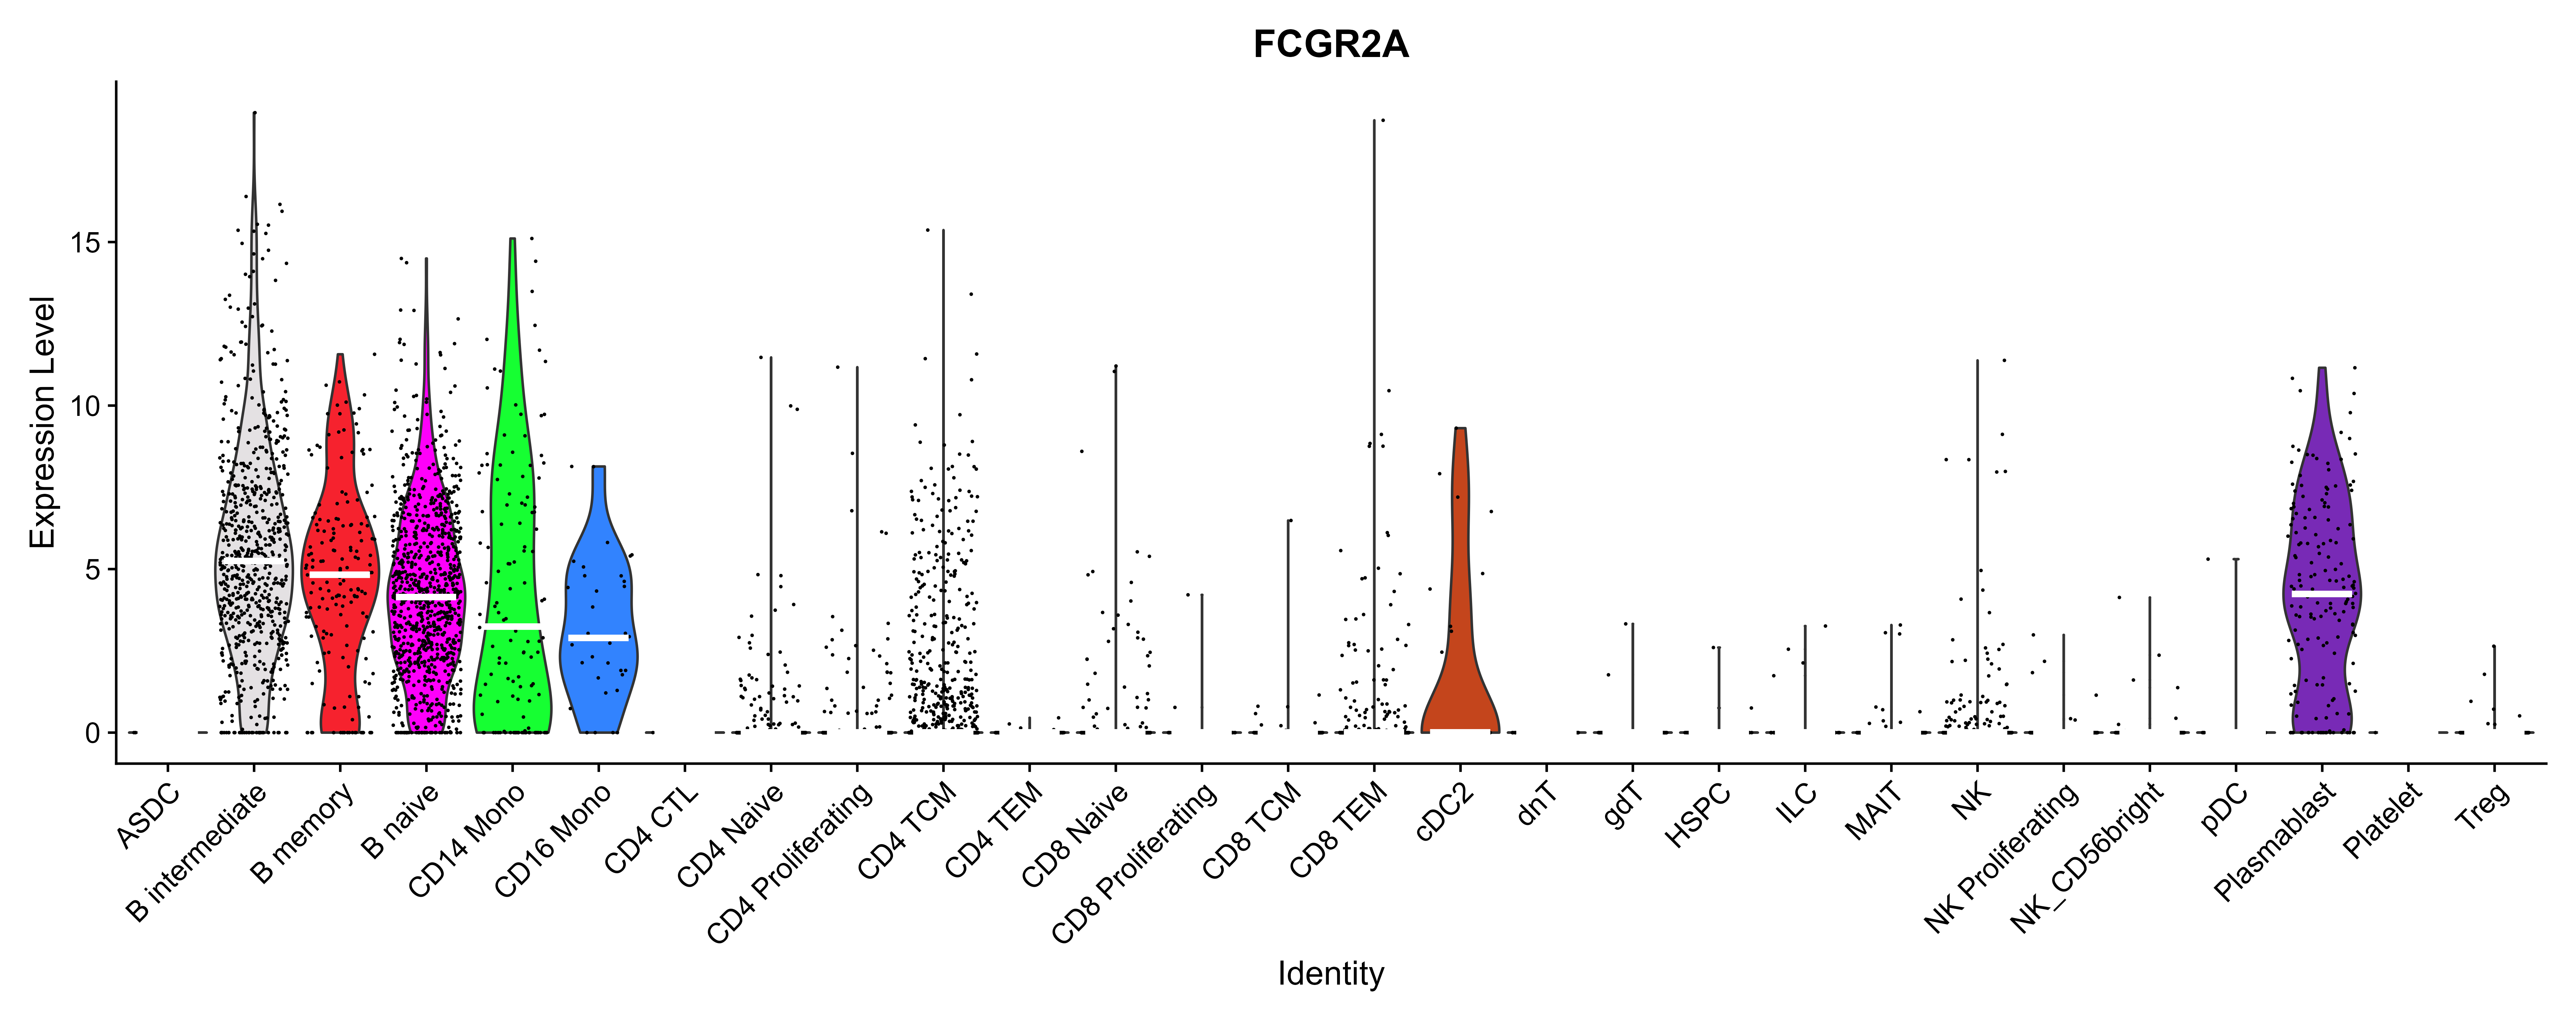 FCGR2A
Expression Level
15
10
5
0
ASDC
B intermediate
B memory
B naive
CD14 Mono
CD16 Mono
CD4 CTL
CD4 Naive
CD4 Proliferating
CD4 TCM
CD4 TEM
CD8 Naive
CD8 Proliferating
CD8 TCM
CD8 TEM
cDC2
dnT
gdT
HSPC
ILC
MAIT
NK
NK Proliferating
NK_CD56bright
pDC
Plasmablast
Platelet
Treg
Identity